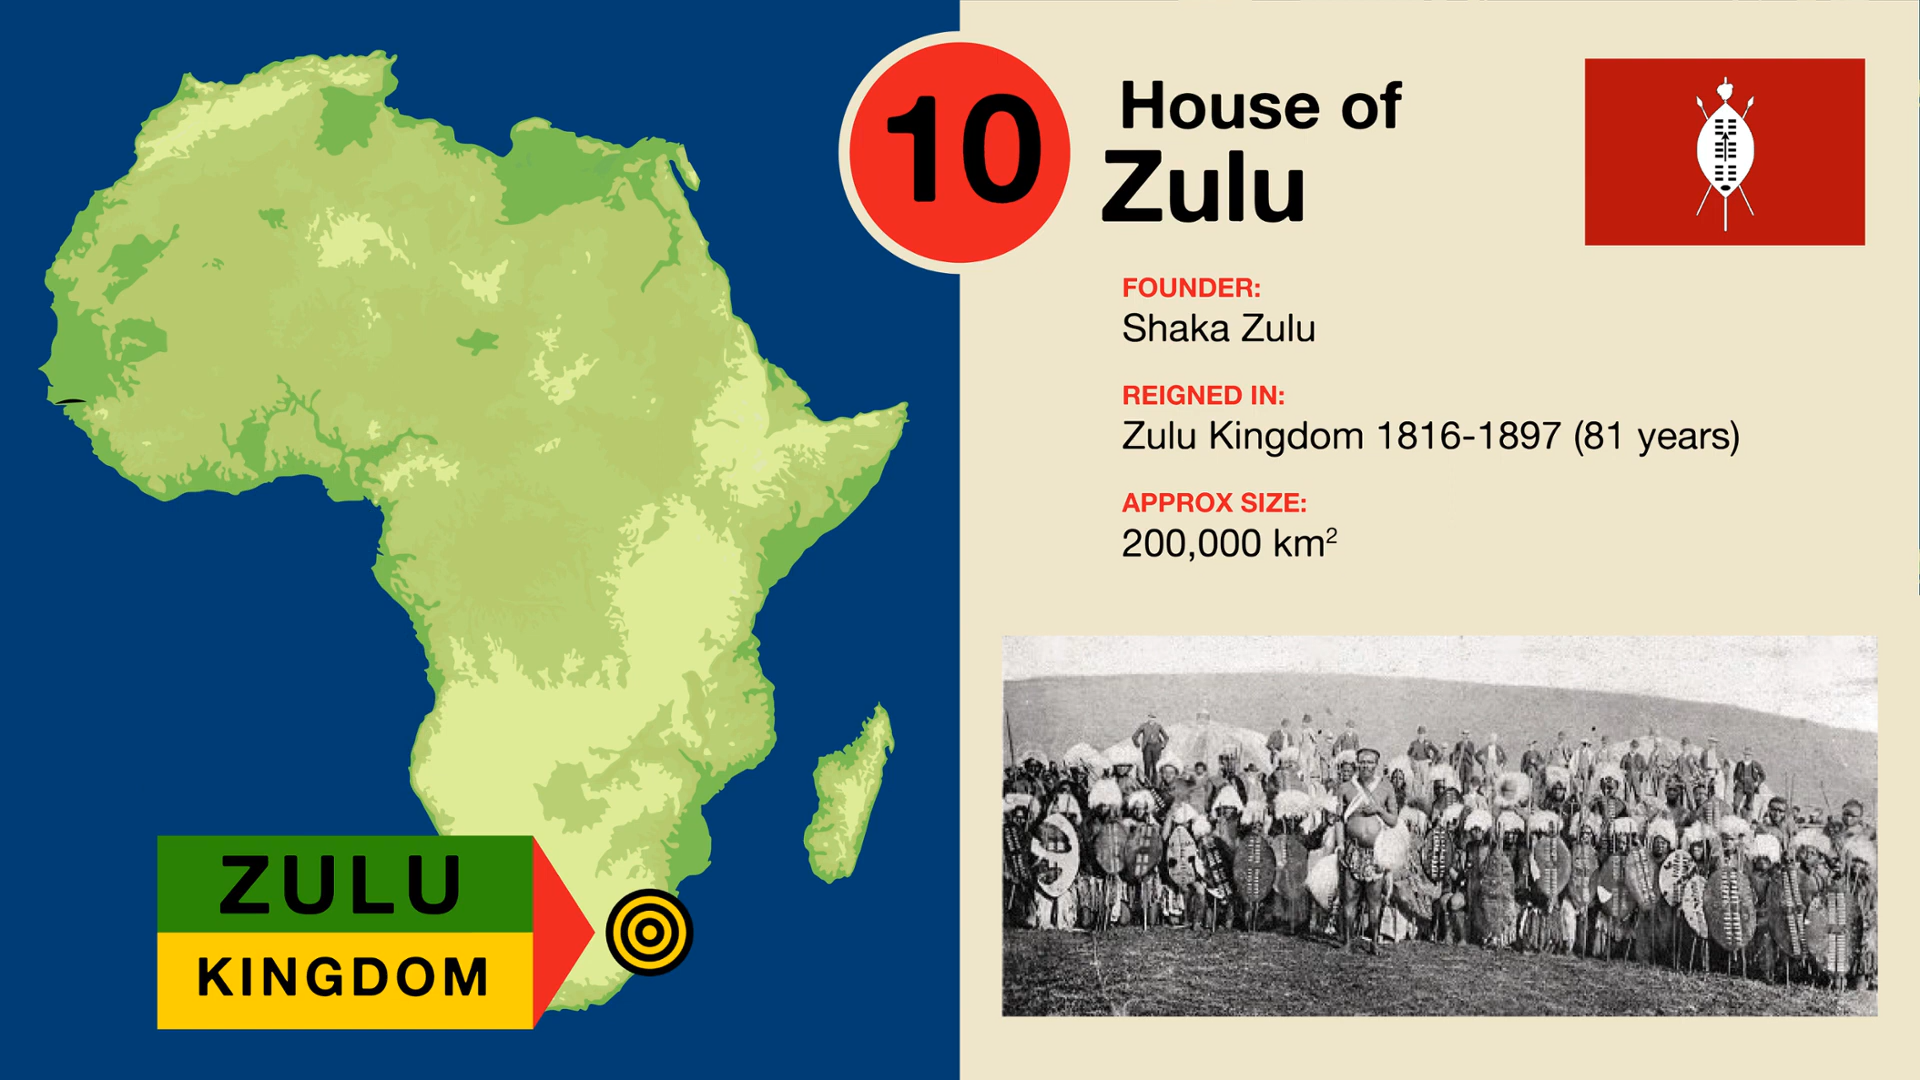 10
House of
Zulu
FOUNDER:
Shaka Zulu
REIGNED IN:
Zulu Kingdom 1816-1897 (81 years)
APPROX SIZE:
200,000 km²
ZULU
KINGDOM